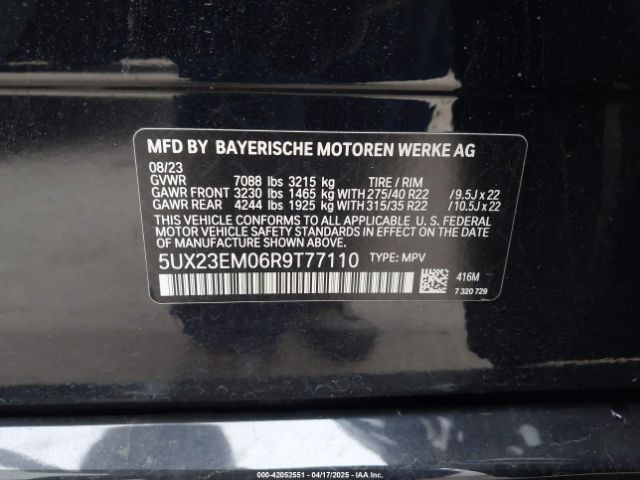 MFD BY BAYERISCHE MOTOREN WERKE AG
08/23
GVWR 7088 lbs 3215 kg TIRE / RIM
GAWR FRONT 3230 lbs 1465 kg WITH 275/40 R22 /9.5J x 22
GAWR REAR 4244 lbs 1925 kg WITH 315/35 R22 /10.5J x 22
THIS VEHICLE CONFORMS TO ALL APPLICABLE U. S. FEDERAL
MOTOR VEHICLE SAFETY STANDARDS IN EFFECT ON THE
DATE OF MANUFACTURE SHOWN ABOVE.
5UX23EM06R9T77110 TYPE: MPV
416M
7 320 729
000-42052551 - 04/17/2025 - IAA Inc.